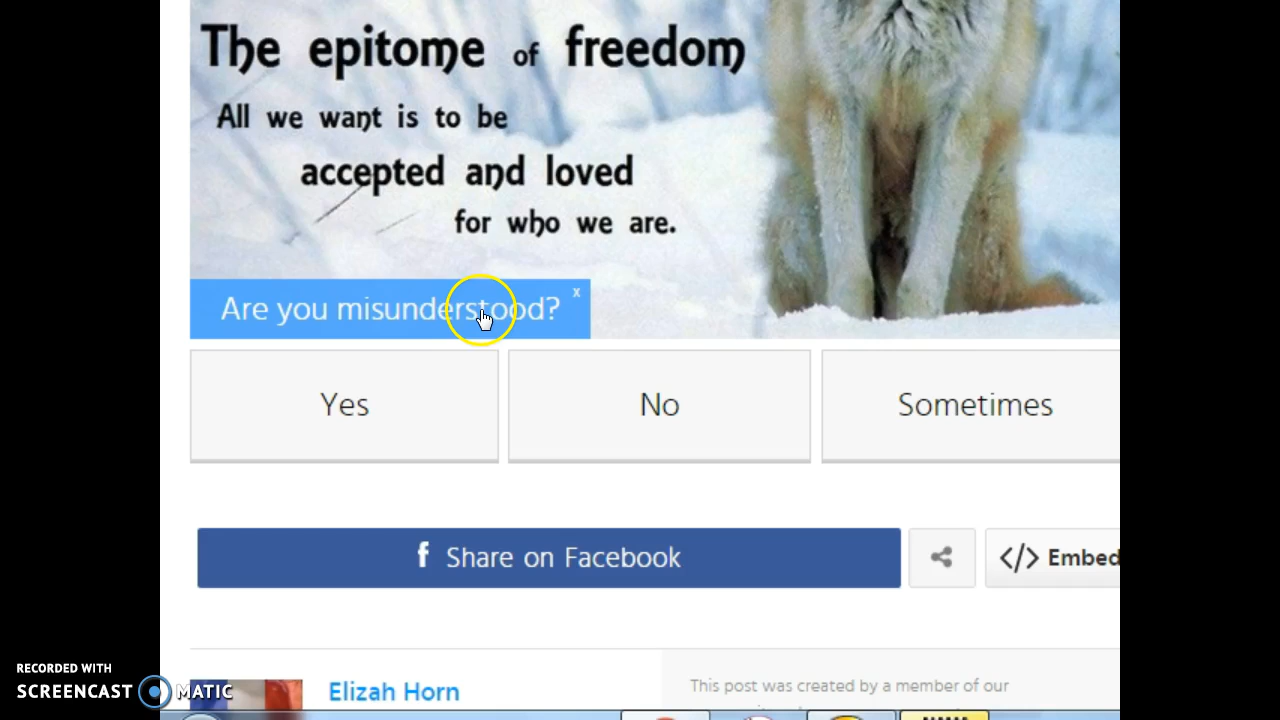 The epitome of freedom
All we want is to be
accepted and loved
for who we are.
Are you misunderstood? x
Yes
No
Sometimes
f Share on Facebook
</> Embed
Elizah Horn
This post was created by a member of our
RECORDED WITH
SCREENCAST MATIC